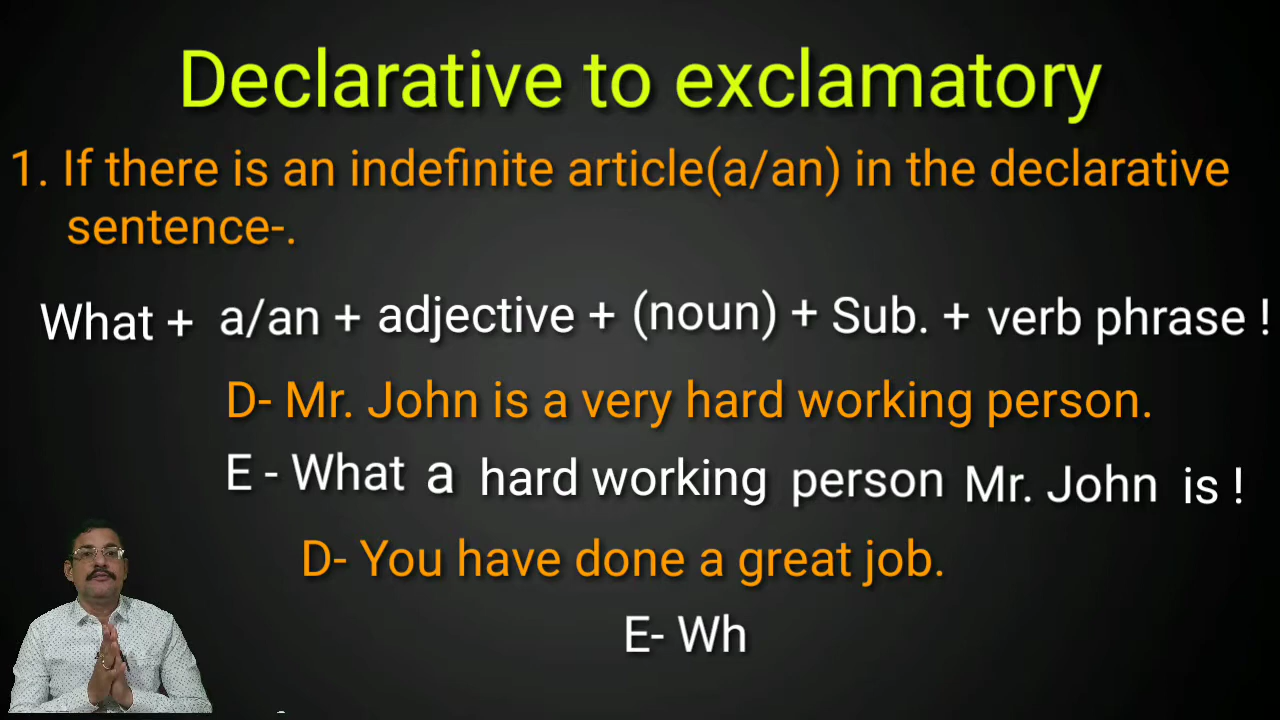 Declarative to exclamatory
1. If there is an indefinite article(a/an) in the declarative
sentence-.
What + a/an + adjective + (noun) + Sub. + verb phrase !
D- Mr. John is a very hard working person.
E - What a hard working person Mr. John is !
D- You have done a great job.
E- Wh